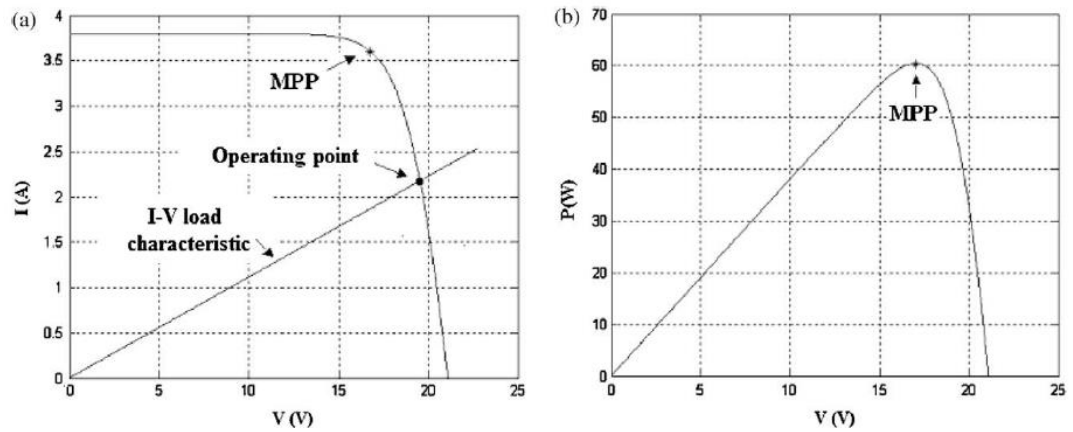 (a)
4
3.5
3
2.5
2
1.5
1
0.5
0
I (A)
MPP
Operating point
I-V load
characteristic
0 5 10 15 20 25
V (V)
(b)
70
60
50
40
30
20
10
0
P(W)
MPP
0 5 10 15 20 25
V (V)